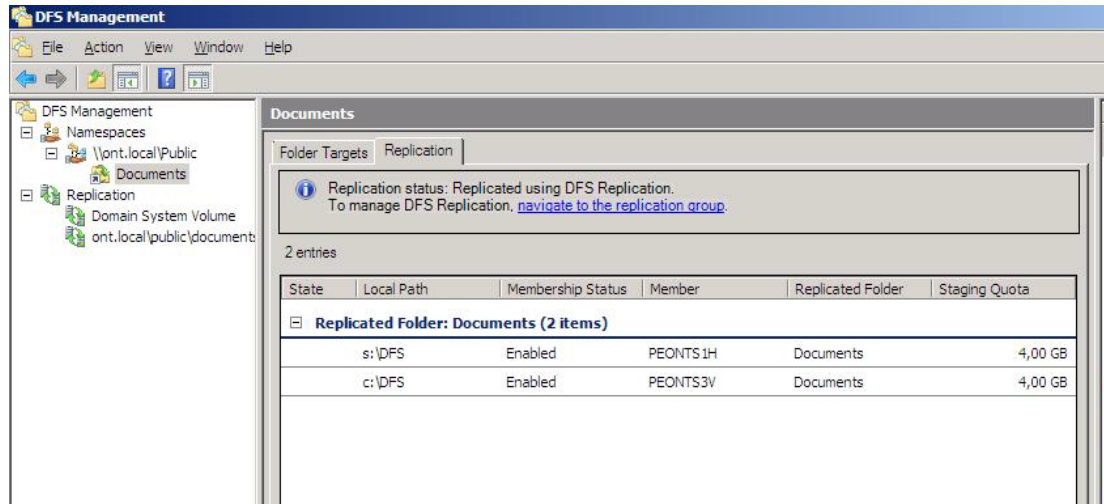 DFS Management
File Action View Window Help
DFS Management
Namespaces
\\ont.local\Public
Documents
Replication
Domain System Volume
ont.local\public\document
Documents
Folder Targets Replication
Replication status: Replicated using DFS Replication.
To manage DFS Replication, navigate to the replication group.
2 entries
State Local Path Membership Status Member Replicated Folder Staging Quota
Replicated Folder: Documents (2 items)
s:\DFS Enabled PEONTS1H Documents 4,00 GB
c:\DFS Enabled PEONTS3V Documents 4,00 GB